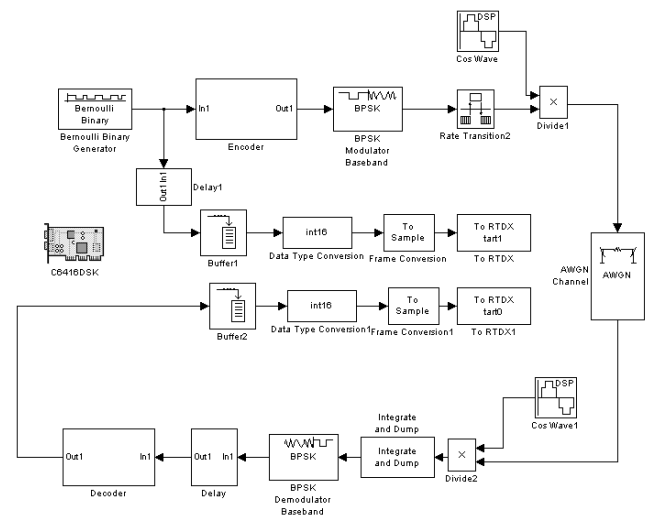 DSP
Cos Wave
Bernoulli
Binary
Bernoulli Binary
Generator
In1
Out1
Encoder
BPSK
BPSK
Modulator
Baseband
Rate Transition2
×
Divide1
Out1 In1
Delay1
C6416DSK
Buffer1
int16
Data Type Conversion
To
Sample
Frame Conversion
To RTDX
tart1
To RTDX
AWGN
Channel
AWGN
Buffer2
int16
Data Type Conversion1
To
Sample
Frame Conversion1
To RTDX
tart0
To RTDX1
DSP
Cos Wave1
Out1
In1
Decoder
Out1
In1
Delay
BPSK
BPSK
Demodulator
Baseband
Integrate
and Dump
Integrate
and Dump
×
Divide2